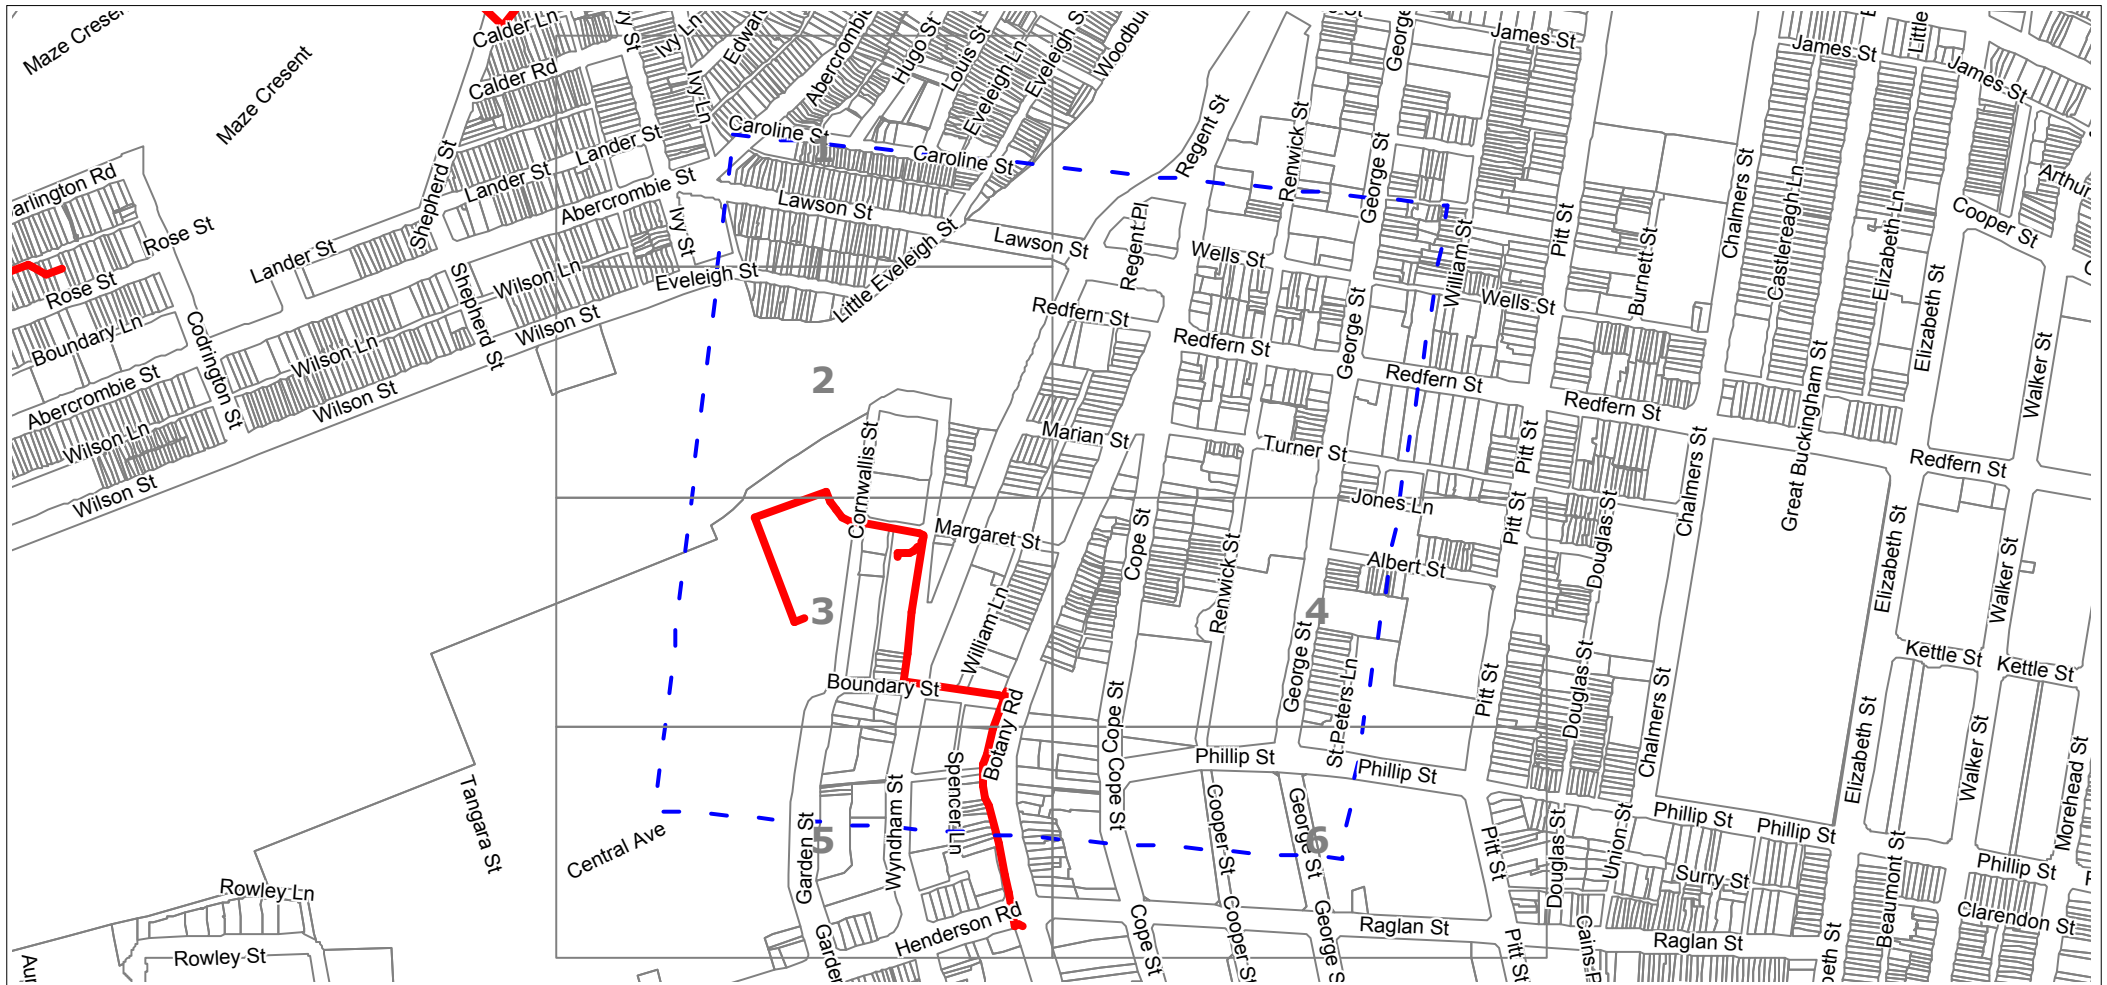 Calder Ln
Ivy Ln
Hugo St
Louis St
Eveleigh St
George
James St
Little
Maze Cresent
Calder Rd
Ivy Ln
Abercrombie
Eveleigh Ln
James St
James St
Caroline St
1
Caroline St
Regent St
Renwick St
George St
Chalmers St
Castlereagh Ln
Lander St
Lander St
Shepherd St
Abercrombie St
Ivy St
Lawson St
Lawson St
Little Eveleigh St
Regent Pl
Wells St
William St
Wells St
Pitt St
Burnett St
Elizabeth Ln
Cooper St
Rose St
Rose St
Lander St
Wilson Ln
Eveleigh St
Shepherd St
Wilson St
Boundary Ln
Codrington St
Wilson Ln
Wilson St
Abercrombie St
Wilson Ln
Wilson St
2
Redfern St
Redfern St
George St
Redfern St
Redfern St
Great Buckingham St
Elizabeth St
Walker St
Redfern St
Cornwallis St
Marian St
Turner St
Pitt St
Chalmers St
Jones Ln
Pitt St
Douglas St
Margaret St
Cope St
Renwick St
Albert St
Elizabeth St
Walker St
3
4
William Ln
George St
Boundary St
Botany Rd
Cope St
St Peters Ln
Pitt St
Douglas St
Chalmers St
Kettle St
Kettle St
Phillip St
Phillip St
Elizabeth St
Walker St
Morehead St
Tangara St
Central Ave
Garden St
5
Wyndham St
Spencer Ln
Cope St
Cooper St
George St
6
Pitt St
Douglas St
Union St
Phillip St
Phillip St
Surry St
Beaumont St
Phillip St
Clarendon St
Rowley Ln
Rowley St
Henderson Rd
Cope St
Cooper St
Raglan St
Pitt St
Raglan St